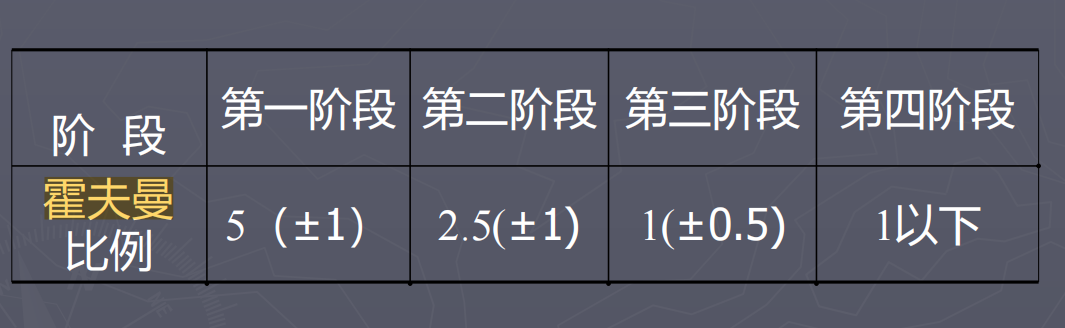 阶 段 第一阶段 第二阶段 第三阶段 第四阶段
霍夫曼
比例 5（±1） 2.5(±1) 1(±0.5) 1以下